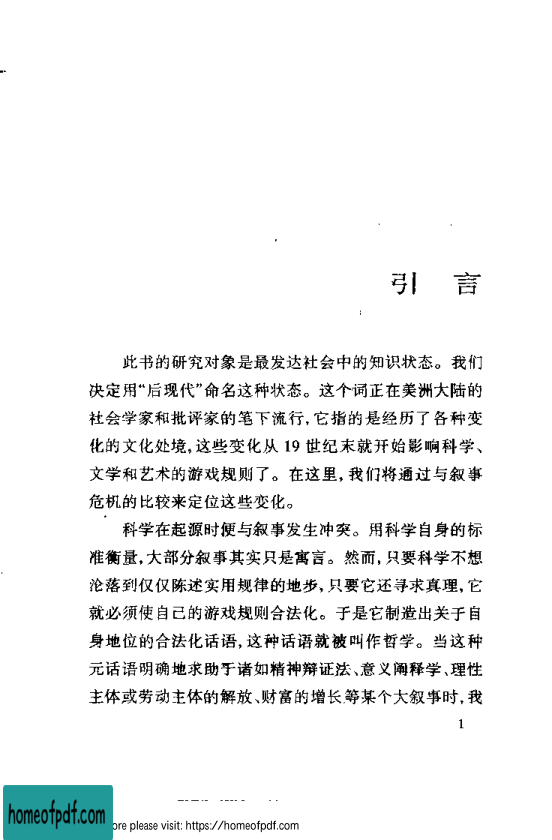 引 言
此书的研究对象是最发达社会中的知识状态。我们
决定用“后现代”命名这种状态。这个词正在美洲大陆的
社会学家和批评家的笔下流行,它指的是经历了各种变
化的文化处境,这些变化从 19 世纪末就开始影响科学、
文学和艺术的游戏规则了。在这里,我们将通过与叙事
危机的比较来定位这些变化。
科学在起源时便与叙事发生冲突。用科学自身的标
准衡量,大部分叙事其实只是寓言。然而,只要科学不想
沦落到仅仅陈述实用规律的地步,只要它还寻求真理,它
就必须使自己的游戏规则合法化。于是它制造出关于自
身地位的合法化话语,这种话语就被叫作哲学。当这种
元话语明确地求助于诸如精神辩证法、意义阐释学、理性
主体或劳动主体的解放、财富的增长等某个大叙事时,我
1
homeofpdf.com
ore please visit: https://homeofpdf.com